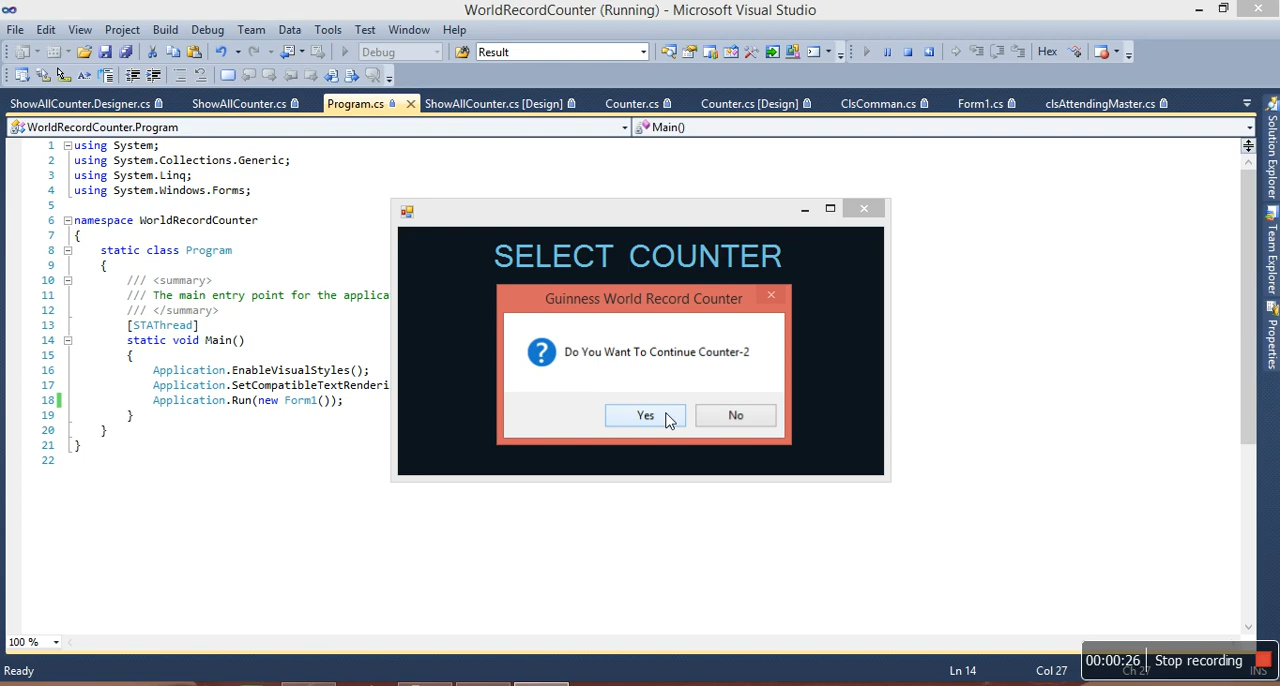 WorldRecordCounter (Running) - Microsoft Visual Studio
File Edit View Project Build Debug Team Data Tools Test Window Help
Debug Result Hex
ShowAllCounter.Designer.cs ShowAllCounter.cs Program.cs ShowAllCounter.cs [Design] Counter.cs Counter.cs [Design] ClsComman.cs Form1.cs clsAttendingMaster.cs
WorldRecordCounter.Program Main()
1 using System;
2 using System.Collections.Generic;
3 using System.Linq;
4 using System.Windows.Forms;
5
6 namespace WorldRecordCounter
7 {
8 static class Program
9 {
10 /// <summary>
11 /// The main entry point for the applica
12 /// </summary>
13 [STAThread]
14 static void Main()
15 {
16 Application.EnableVisualStyles();
17 Application.SetCompatibleTextRenderi
18 Application.Run(new Form1());
19 }
20 }
21 }
22
SELECT COUNTER
Guinness World Record Counter
Do You Want To Continue Counter-2
Yes No
Solution Explorer
Team Explorer
Properties
100 %
Ready Ln 14 Col 27 Ch 27 INS
00:00:26 Stop recording